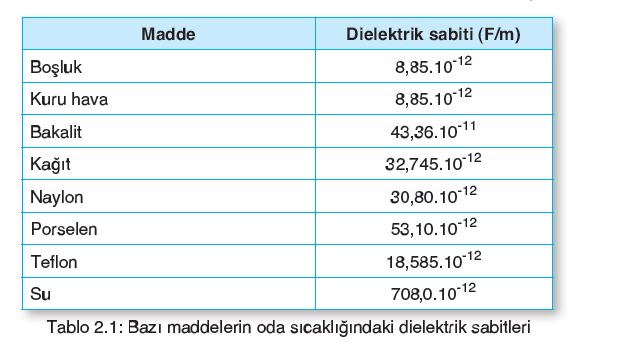 Madde Dielektrik sabiti (F/m)
Boşluk 8,85.10⁻¹²
Kuru hava 8,85.10⁻¹²
Bakalit 43,36.10⁻¹¹
Kağıt 32,745.10⁻¹²
Naylon 30,80.10⁻¹²
Porselen 53,10.10⁻¹²
Teflon 18,585.10⁻¹²
Su 708,0.10⁻¹²
Tablo 2.1: Bazı maddelerin oda sıcaklığındaki dielektrik sabitleri